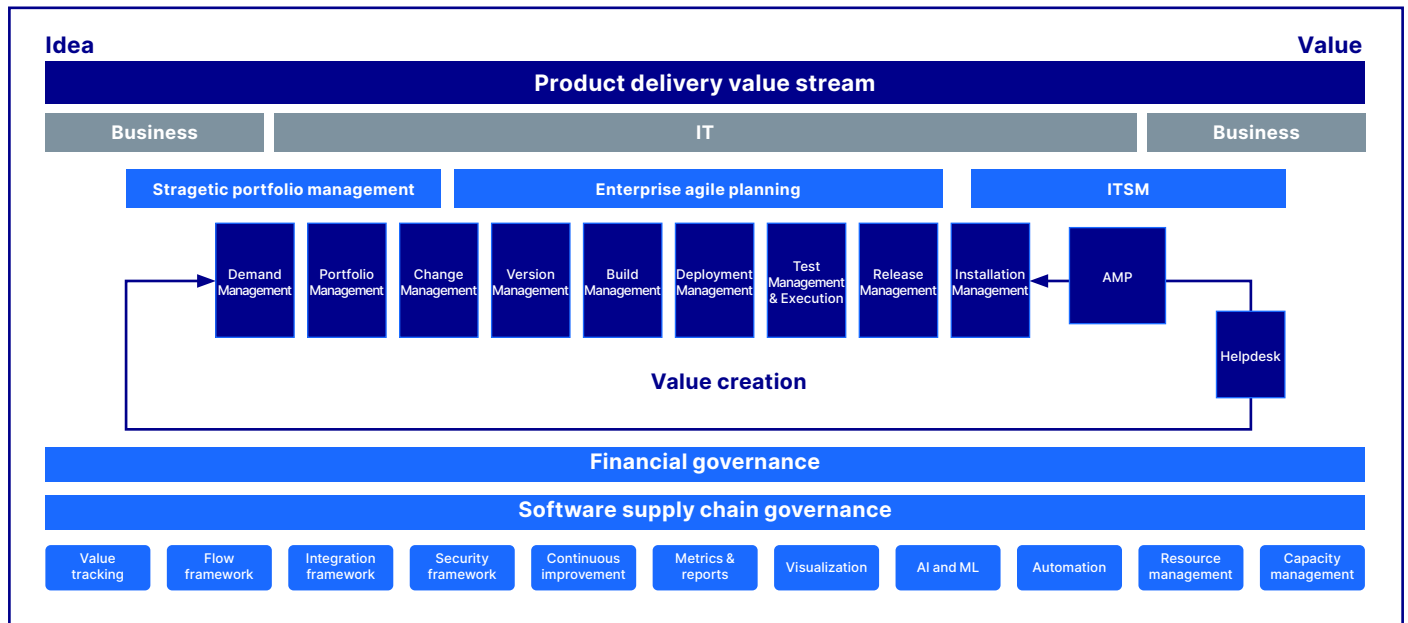 Idea
Value
Product delivery value stream
Business
IT
Business
Stragetic portfolio management
Enterprise agile planning
ITSM
Demand
Management
Portfolio
Management
Change
Management
Version
Management
Build
Management
Deployment
Management
Test
Management
& Execution
Release
Management
Installation
Management
AMP
Helpdesk
Value creation
Financial governance
Software supply chain governance
Value
tracking
Flow
framework
Integration
framework
Security
framework
Continuous
improvement
Metrics &
reports
Visualization
AI and ML
Automation
Resource
management
Capacity
management